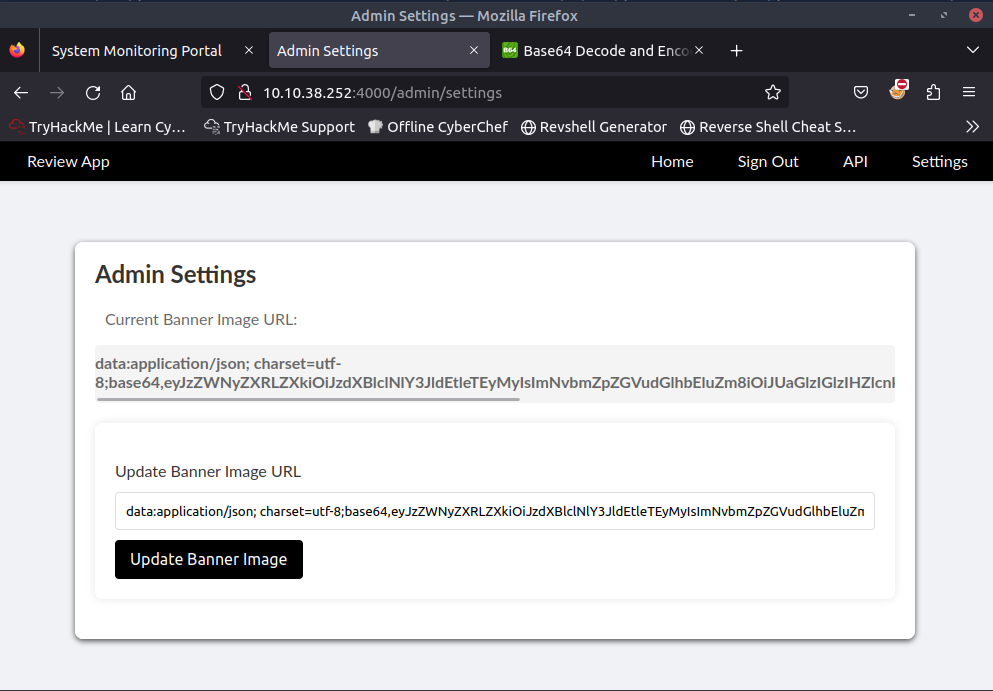 Admin Settings — Mozilla Firefox
System Monitoring Portal
Admin Settings
B64
Base64 Decode and Enco
10.10.38.252:4000/admin/settings
TryHackMe | Learn Cy…
TryHackMe Support
Offline CyberChef
Revshell Generator
Reverse Shell Cheat S…
Review App
Home
Sign Out
API
Settings
Admin Settings
Current Banner Image URL:
data:application/json; charset=utf-
8;base64,eyJzZWNyZXRLZXkiOiJzdXBlclNlY3JldEtleTEyMyIsImNvbmZpZGVudGlhbEluZm8iOiJUaGlzIGlzIHZlcnk
Update Banner Image URL
data:application/json; charset=utf-8;base64,eyJzZWNyZXRLZXkiOiJzdXBlclNlY3JldEtleTEyMyIsImNvbmZpZGVudGlhbEluZm
Update Banner Image